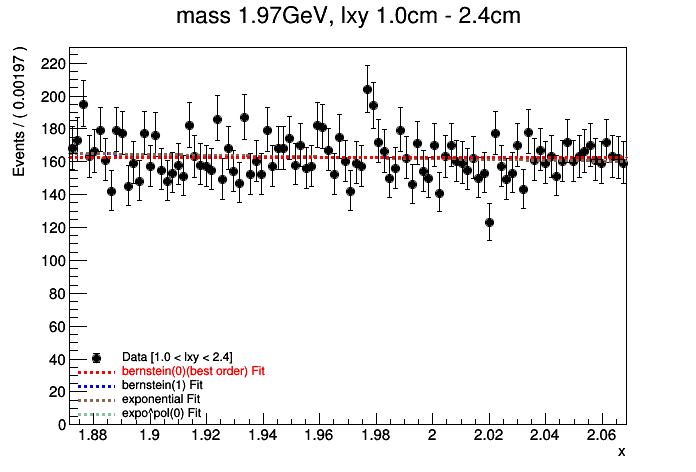 mass 1.97GeV, lxy 1.0cm - 2.4cm
Events / ( 0.00197 )
220
200
180
160
140
120
100
80
60
40
20
0
Data [1.0 < lxy < 2.4]
bernstein(0)(best order) Fit
bernstein(1) Fit
exponential Fit
expo^pol(0) Fit
1.88 1.9 1.92 1.94 1.96 1.98 2 2.02 2.04 2.06
x